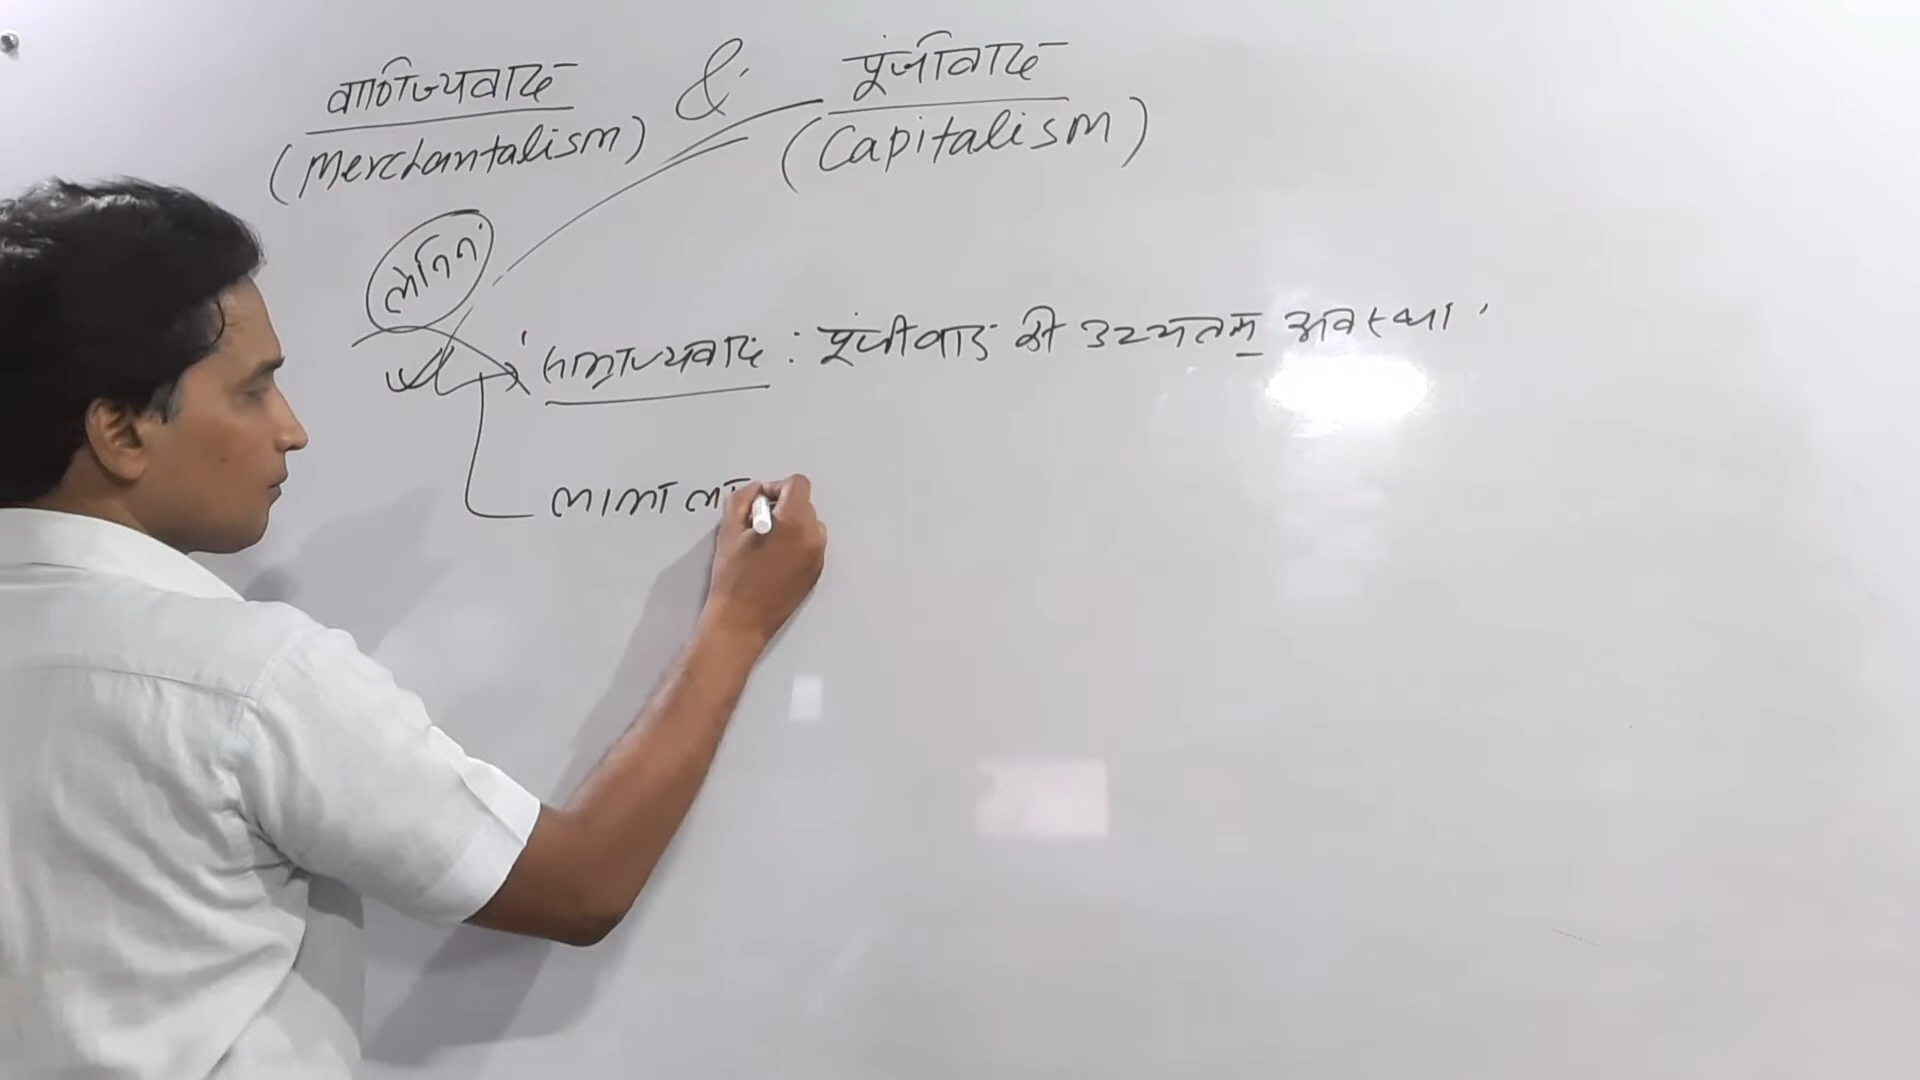 वाणिज्यवाद & पूंजीवाद
(Merchantalism) (Capitalism)
लेनिन
साम्राज्यवाद : पूंजीवाद की उच्चतम अवस्था
लाला ला